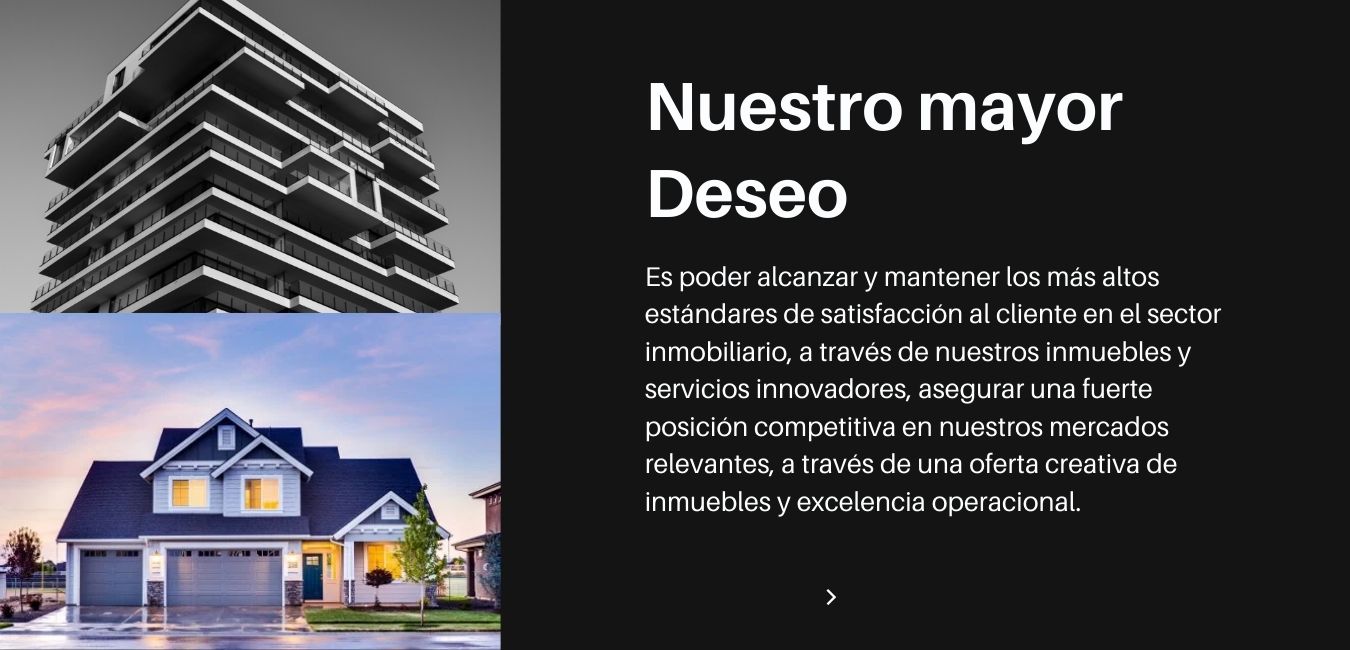 Nuestro mayor
Deseo
Es poder alcanzar y mantener los más altos
estándares de satisfacción al cliente en el sector
inmobiliario, a través de nuestros inmuebles y
servicios innovadores, asegurar una fuerte
posición competitiva en nuestros mercados
relevantes, a través de una oferta creativa de
inmuebles y excelencia operacional.